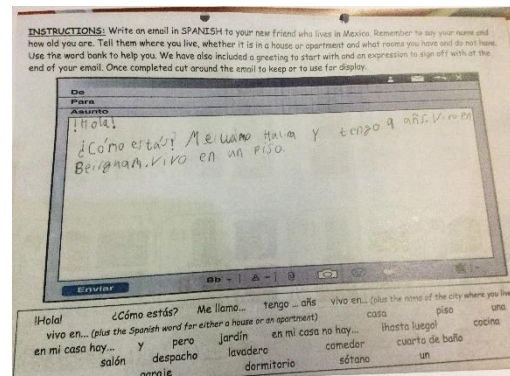 INSTRUCTIONS: Write an email in SPANISH to your new friend who lives in Mexico. Remember to say your name and
how old you are. Tell them where you live, whether it is in a house or apartment and what rooms you have and do not have.
Use the word bank to help you. We have also included a greeting to start with and an expression to sign off with at the
end of your email. Once completed cut around the email to keep or to use for display.
De
Para
Asunto
¡Hola!
¿Cómo estás? Me llamo y tengo 9 añs. Vivo en
vivo en un piso.
Enviar
!Hola! ¿Cómo estás? Me llamo... tengo ... añs vivo en... (plus the name of the city where you live
vivo en... (plus the Spanish word for either a house or an apartment) casa piso una
en mi casa hay... y pero jardín en mi casa no hay... ¡hasta luego! cocina
salón despacho lavadero comedor cuarto de baño
garaje dormitorio sótano un